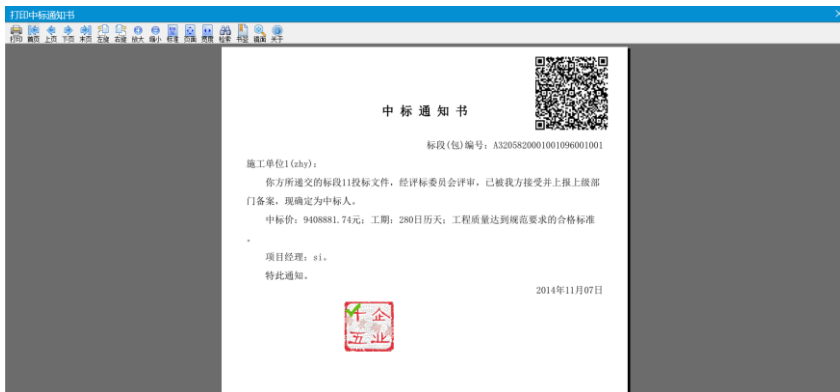 打印中标通知书
打印 首页 上页 下页 末页 左旋 右旋 放大 缩小 标准 页面 宽度 检索 书签 镜面 关于
中标通知书
标段(包)编号：A3205820001001096001001
施工单位1(zhy)：
你方所递交的标段11投标文件，经评标委员会评审，已被我方接受并上报上级部
门备案，现确定为中标人。
中标价：9408881.74元；工期：280日历天；工程质量达到规范要求的合格标准
。
项目经理：si。
特此通知。
2014年11月07日
十企
五业